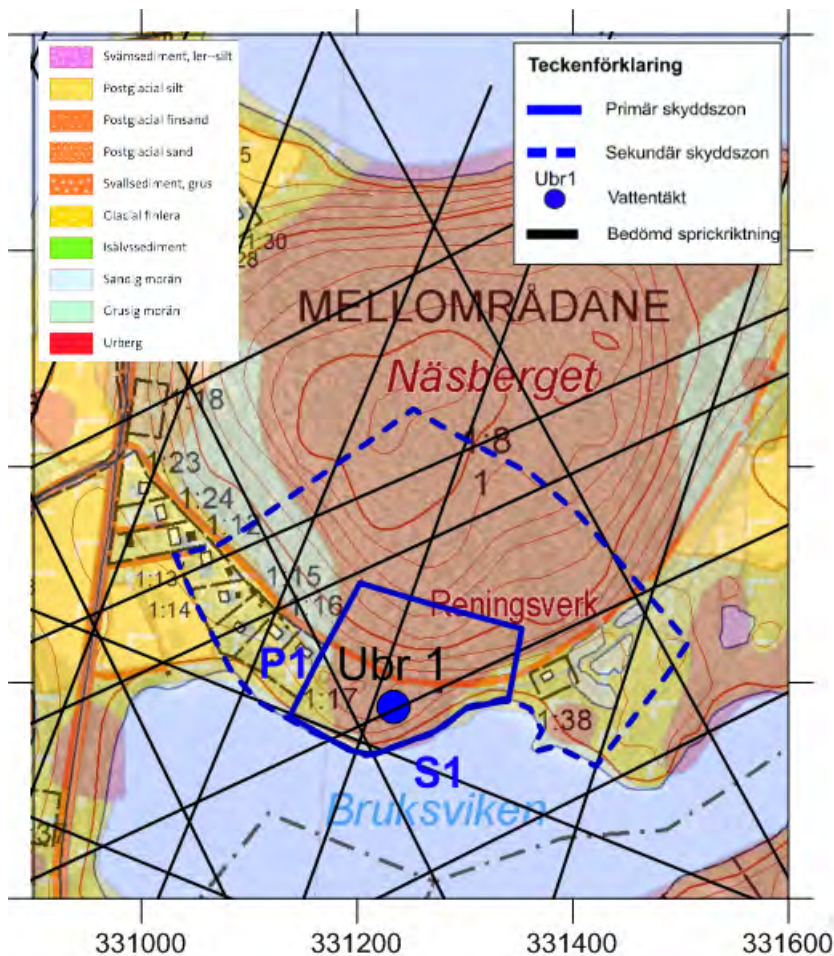 Svämsediment, ler--silt
Postglacial silt
Postglacial finsand
Postglacial sand
Svallsediment, grus
Glacial finlera
Isälvssediment
Sandig morän
Grusig morän
Urberg
Teckenförklaring
Primär skyddszon
Sekundär skyddszon
Ubr1
Vattentäkt
Bedömd sprickriktning
5
1:30
28
MELLOMRÅDANE
Näsberget
1:18
1:8
1
1:23
1:24
1:12
1:13
1:15
1:14
1:16
Reningsverk
P1
Ubr 1
1:17
1:38
S1
Bruksviken
331000
331200
331400
331600